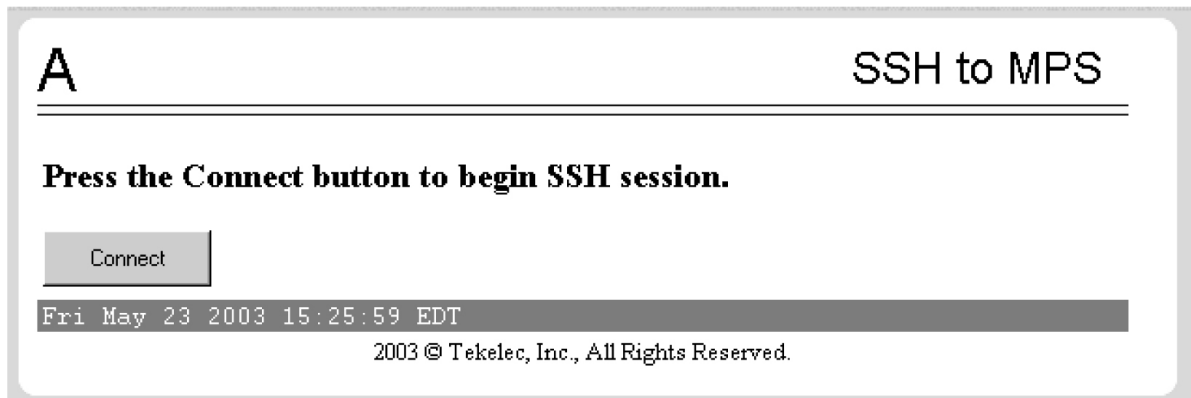 A
SSH to MPS
Press the Connect button to begin SSH session.
Connect
Fri May 23 2003 15:25:59 EDT
2003 © Tekelec, Inc., All Rights Reserved.